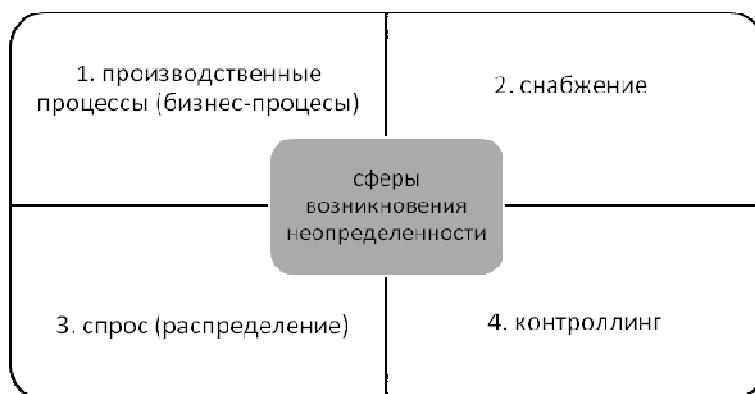 1. производственные
процессы (бизнес-процесы)
2. снабжение
сферы
возникновения
неопределенности
3. спрос (распределение)
4. контроллинг